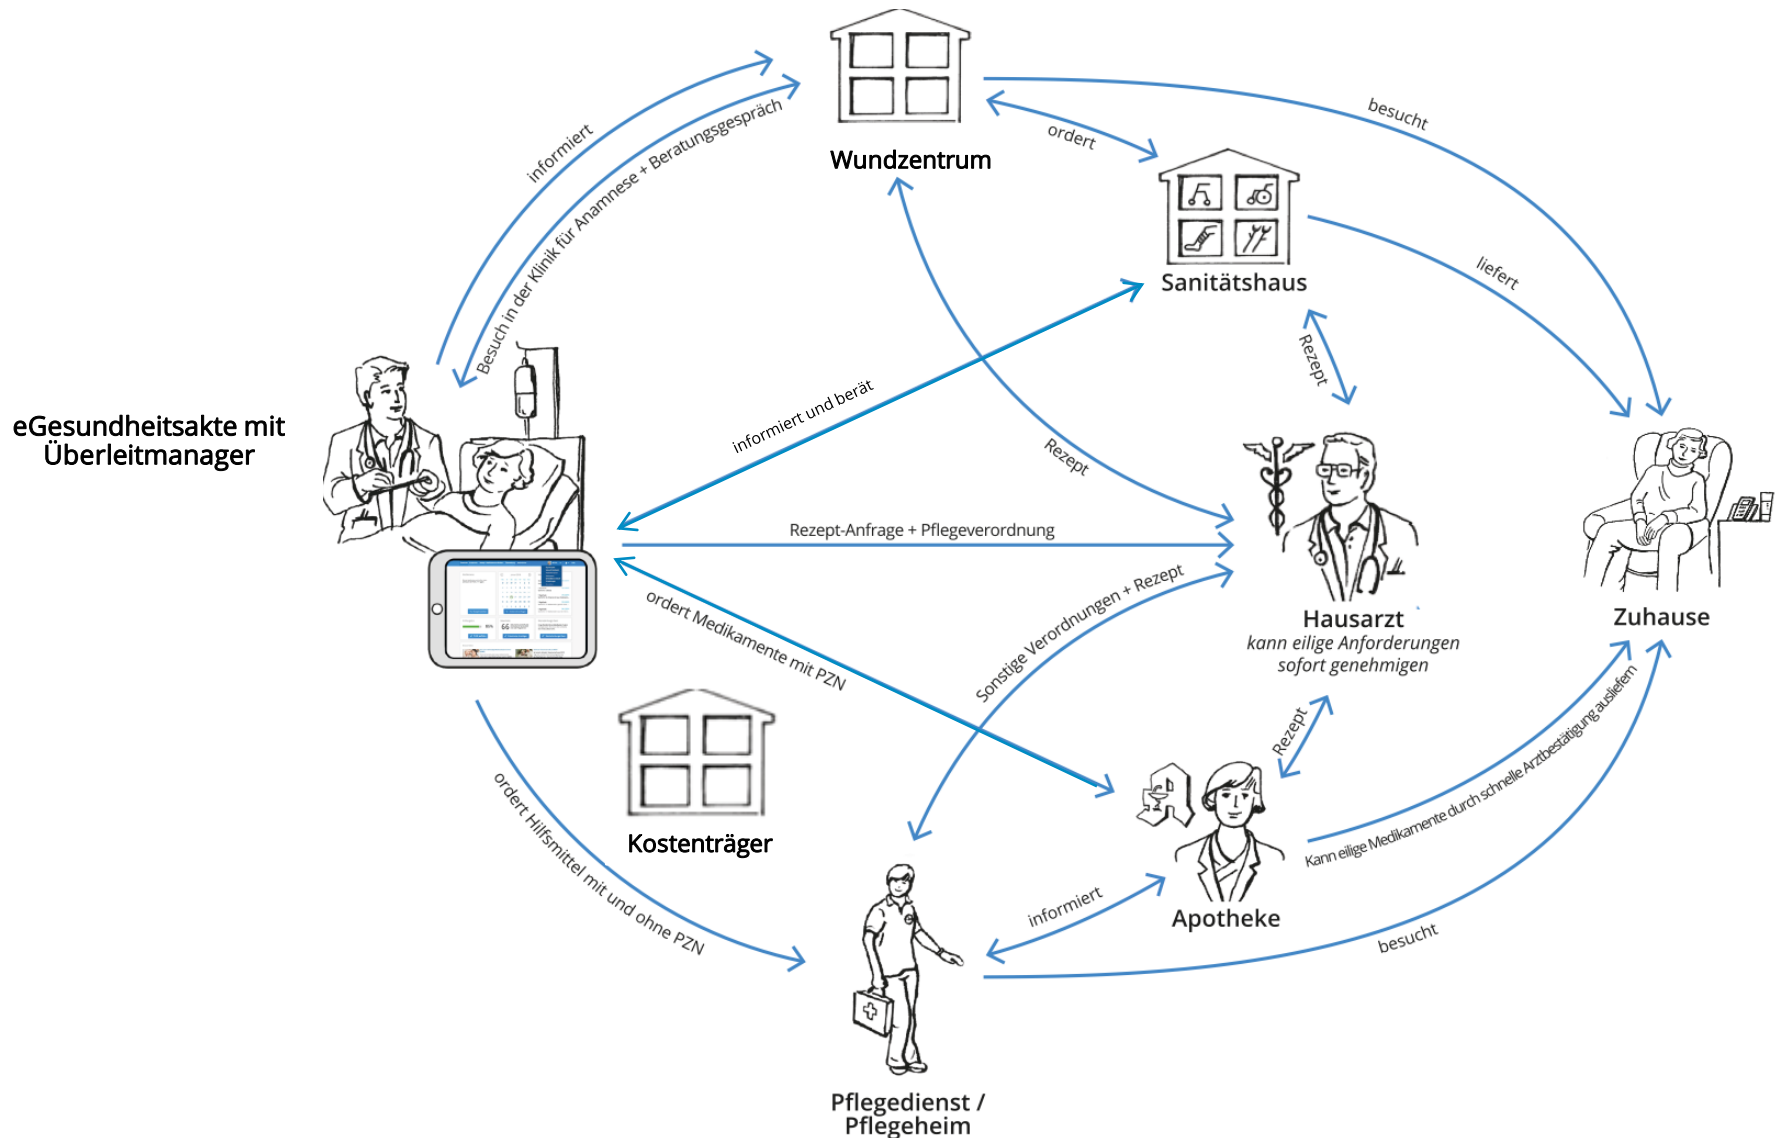 informiert
Besuch in der Klinik für Anamnese + Beratungsgespräch
Wundzentrum
ordert
besucht
Sanitätshaus
liefert
Rezept
eGesundheitsakte mit
Überleitmanager
informiert und berät
Rezept
Rezept-Anfrage + Pflegeverordnung
Sonstige Verordnungen + Rezept
ordert Medikamente mit PZN
Hausarzt
kann eilige Anforderungen
sofort genehmigen
Zuhause
Rezept
Kann eilige Medikamente durch schnelle Arztbestätigung ausliefern
ordert Hilfsmittel mit und ohne PZN
Kostenträger
informiert
Apotheke
besucht
Pflegedienst /
Pflegeheim